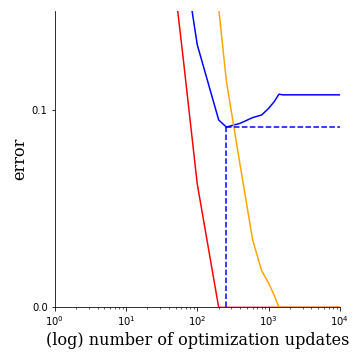 error
0.1
0.0
10⁰ 10¹ 10² 10³ 10⁴
(log) number of optimization updates